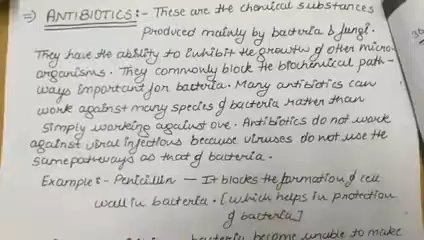 ⇒ ANTIBIOTICS:- These are the chemical substances
produced mainly by bacteria & fungi.
They have the ability to inhibit the growth of other micro-
organisms. They commonly block the biochemical path-
ways important for bacteria. Many antibiotics can
work against many species of bacteria rather than
simply working against one. Antibiotics do not work
against viral infections because viruses do not use the
same pathways as that of bacteria.
Example:- Penicillin — It blocks the formation of cell
wall in bacteria. [which helps in protection
of bacteria]
bacteria become unable to make